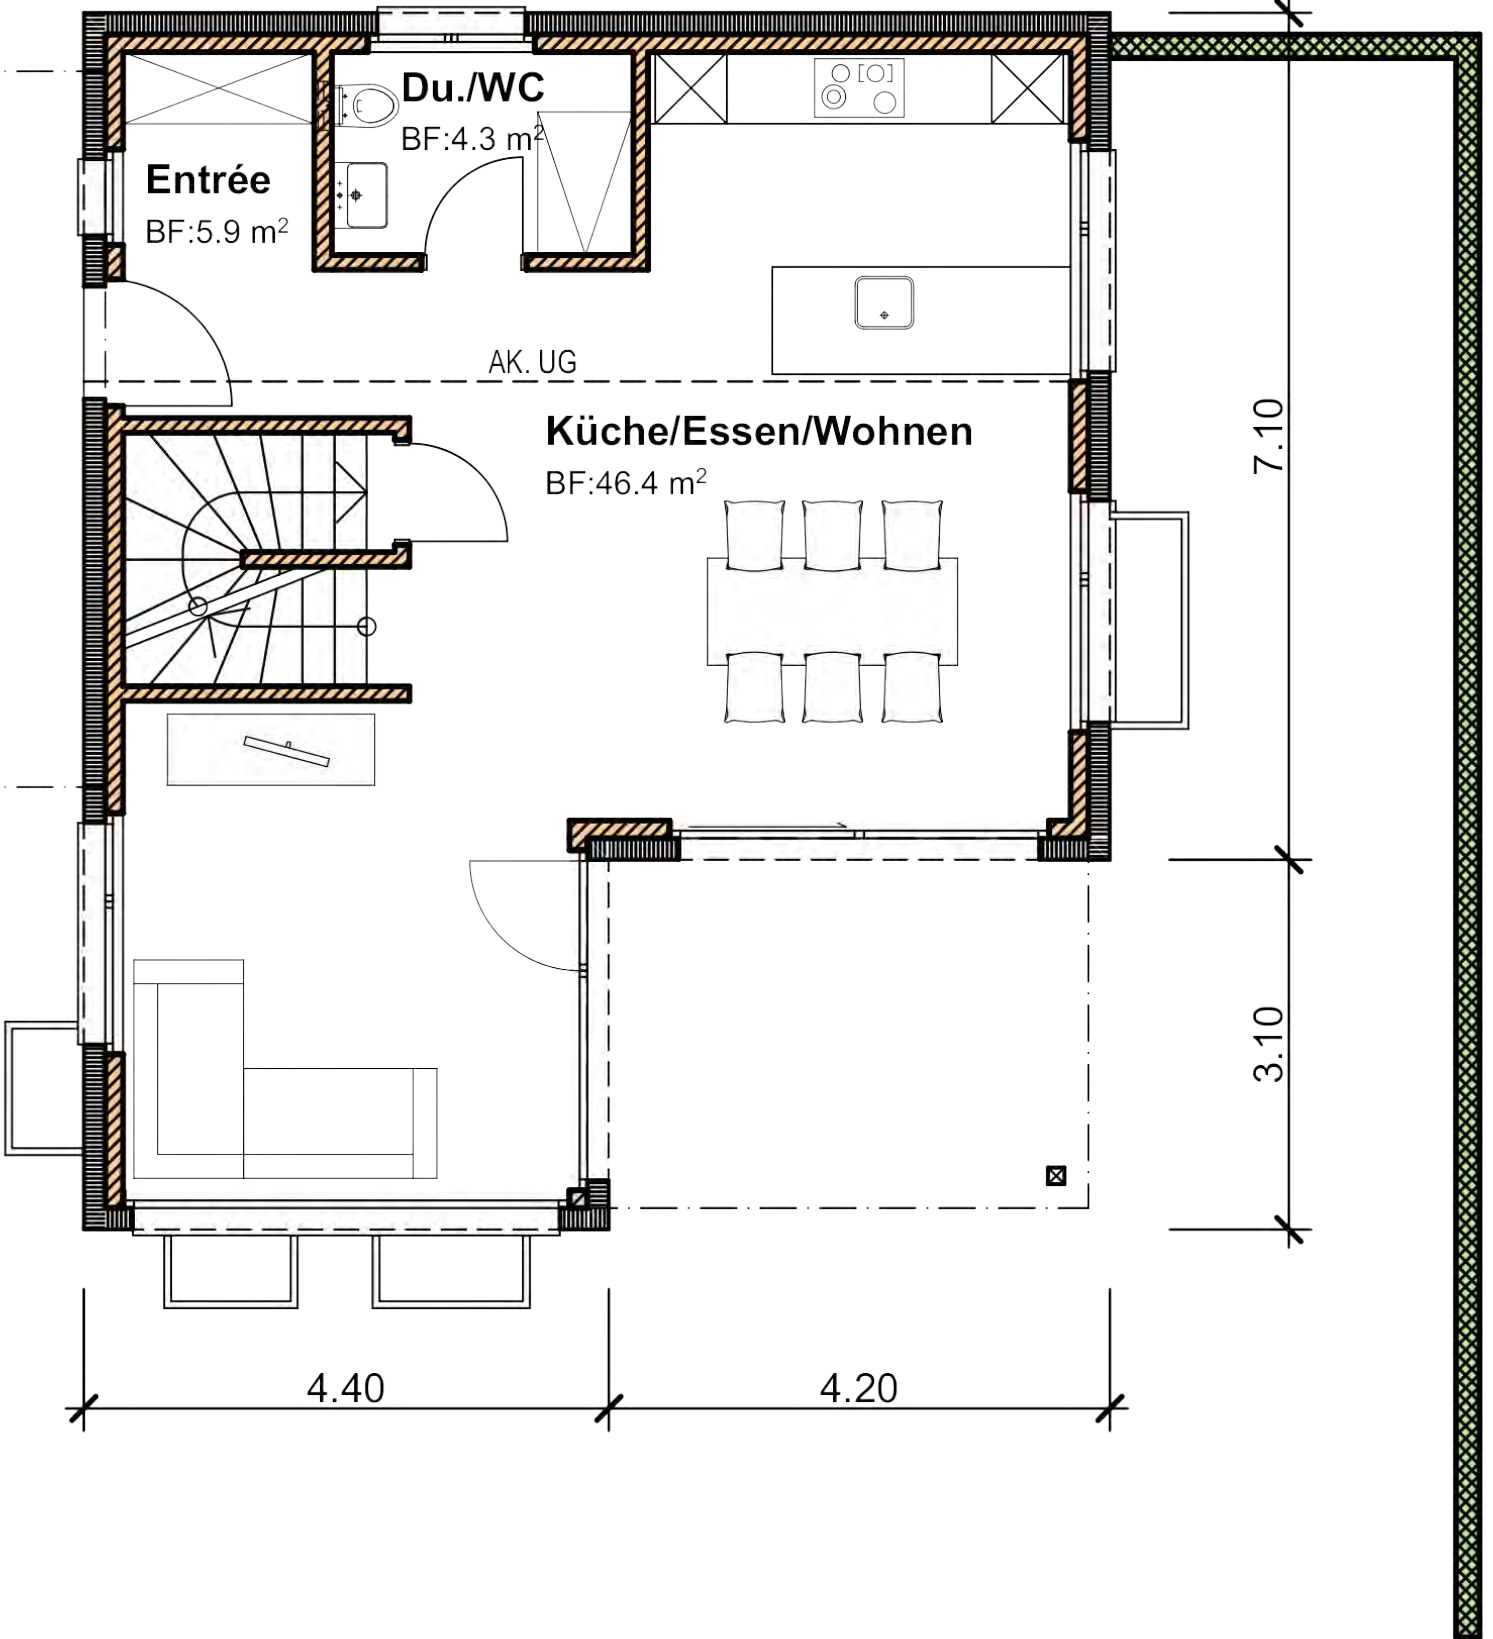 Du./WC
BF:4.3 m²
Entrée
BF:5.9 m²
AK. UG
Küche/Essen/Wohnen
BF:46.4 m²
7.10
3.10
4.40
4.20